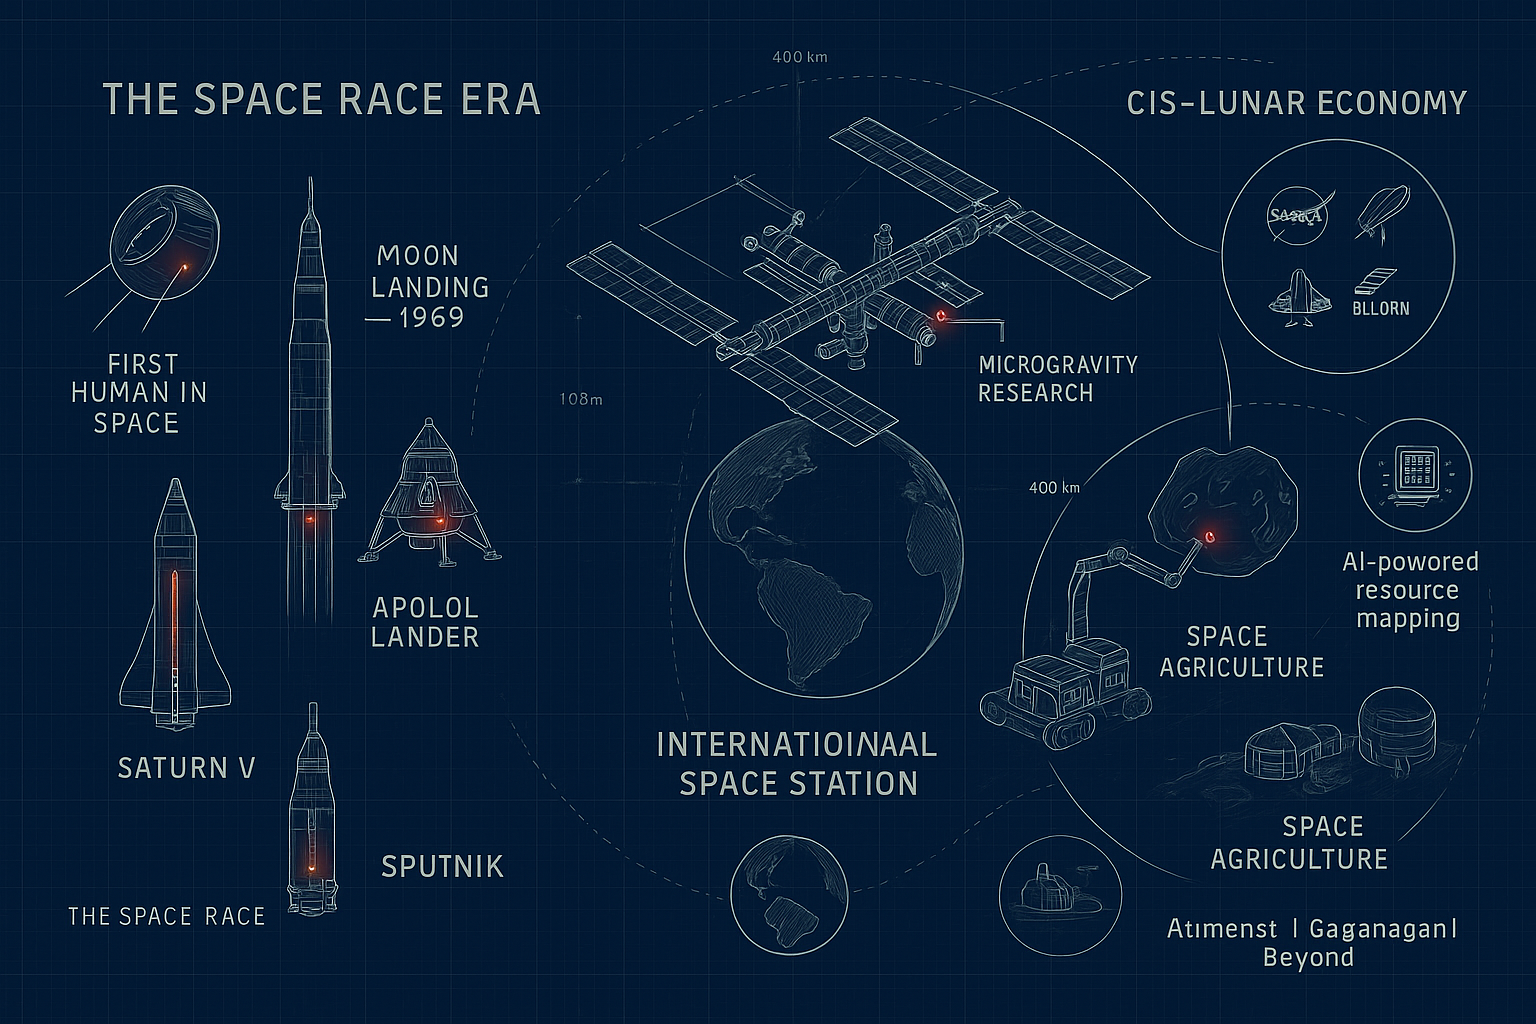 400 km
THE SPACE RACE ERA
CIS-LUNAR ECONOMY
MOON
LANDING
— 1969
FIRST
HUMAN IN
SPACE
BLLORN
MICROGRAVITY
RESEARCH
108m
400 km
AI-powored
resource
mapping
APOLOL
LANDER
SPACE
AGRICULTURE
SATURN V
INTERNATIOINAAL
SPACE STATION
SPACE
AGRICULTURE
SPUTNIK
THE SPACE RACE
Atımenst | Gaganagan|
Beyond